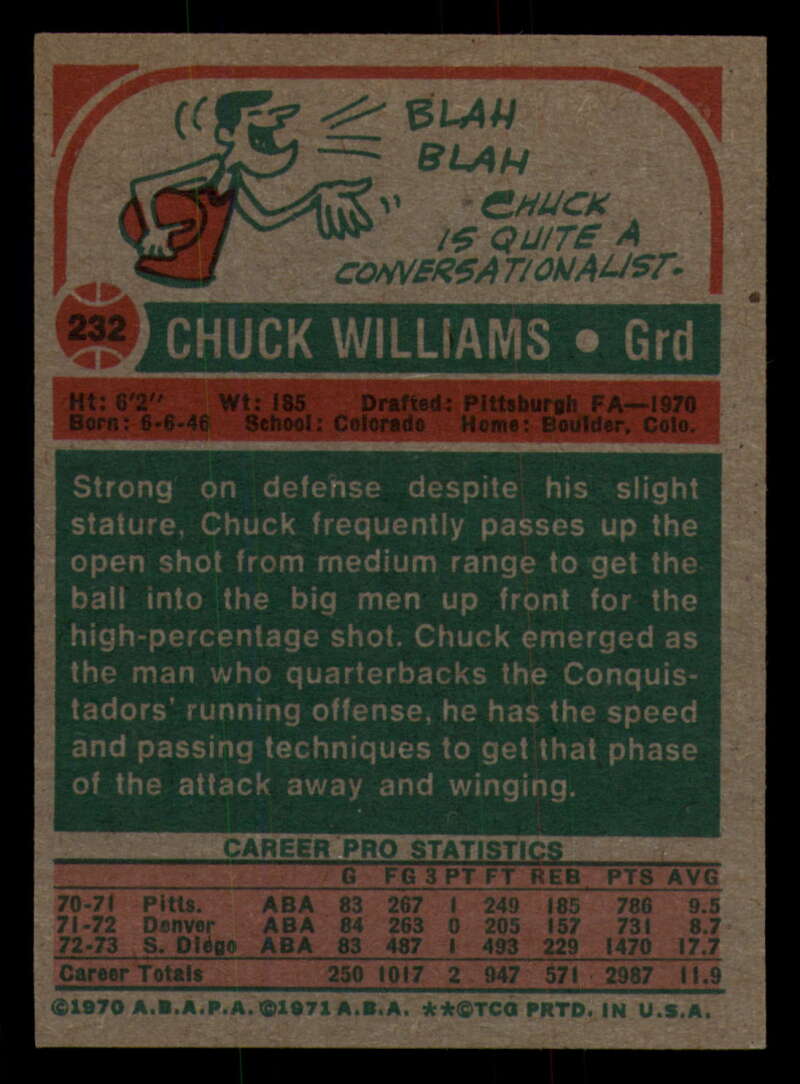 BLAH
BLAH
CHUCK
IS QUITE A
CONVERSATIONALIST.
232
CHUCK WILLIAMS • Grd
Ht: 6'2" Wt: 185 Drafted: Pittsburgh FA—1970
Born: 6-6-46 School: Colorado Home: Boulder, Colo.
Strong on defense despite his slight
stature, Chuck frequently passes up the
open shot from medium range to get the
ball into the big men up front for the
high-percentage shot. Chuck emerged as
the man who quarterbacks the Conquis-
tadors' running offense, he has the speed
and passing techniques to get that phase
of the attack away and winging.
CAREER PRO STATISTICS
G FG 3PT FT REB PTS AVG
70-71 Pitts. ABA 83 267 1 249 185 786 9.5
71-72 Denver ABA 84 263 0 205 157 731 8.7
72-73 S. Diego ABA 83 487 1 493 229 1470 17.7
Career Totals 250 1017 2 947 571 2987 11.9
©1970 A.B.A.P.A. ©1971 A.B.A. **©TCG PRTD. IN U.S.A.